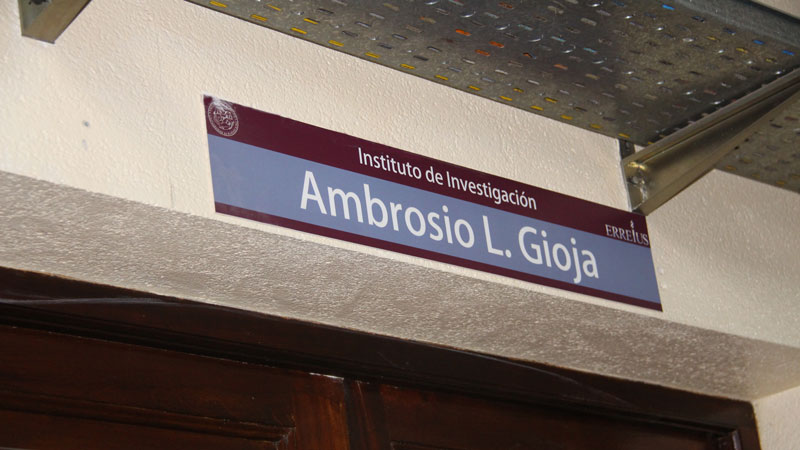 Instituto de Investigación
Ambrosio L. Gioja
ERREIUS